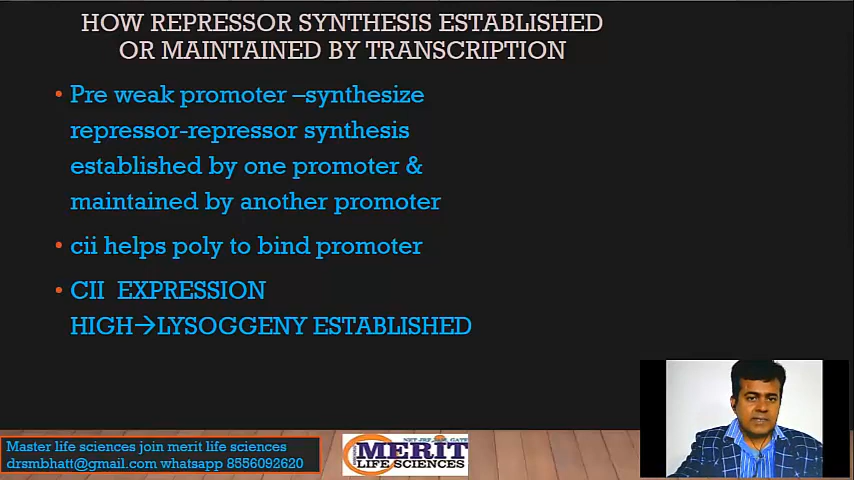 HOW REPRESSOR SYNTHESIS ESTABLISHED
OR MAINTAINED BY TRANSCRIPTION
• Pre weak promoter –synthesize
repressor-repressor synthesis
established by one promoter &
maintained by another promoter
• cii helps poly to bind promoter
• CII EXPRESSION
HIGH→LYSOGGENY ESTABLISHED
Master life sciences join merit life sciences
drsmbhatt@gmail.com whatsapp 8556092620
MERIT
LIFE SCIENCES